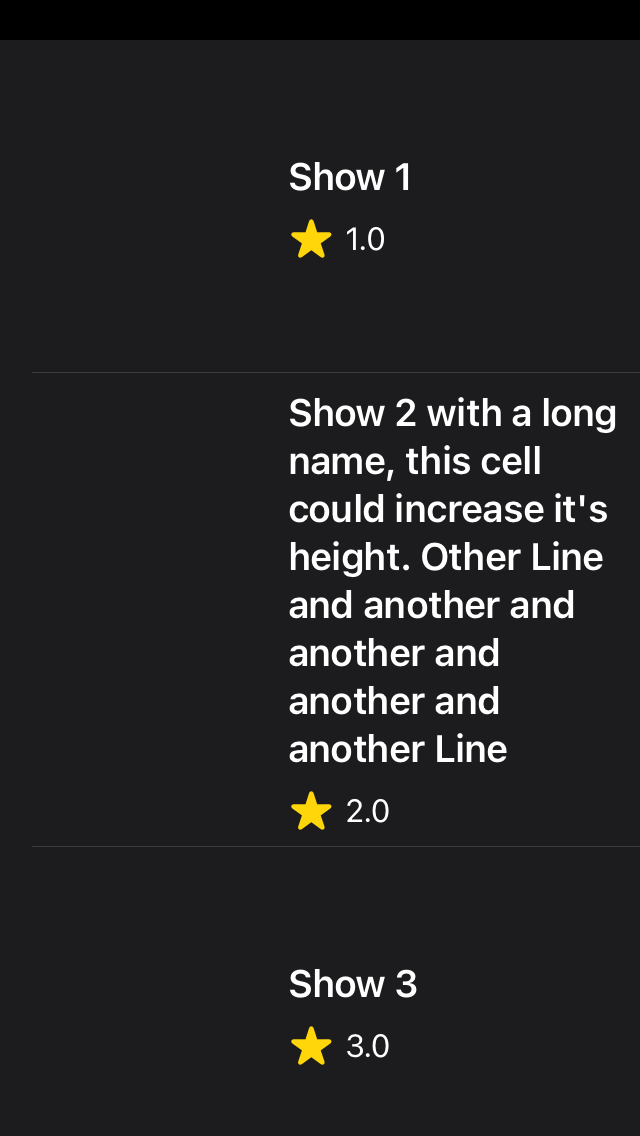 Show 1
1.0
Show 2 with a long
name, this cell
could increase it's
height. Other Line
and another and
another and
another and
another Line
2.0
Show 3
3.0